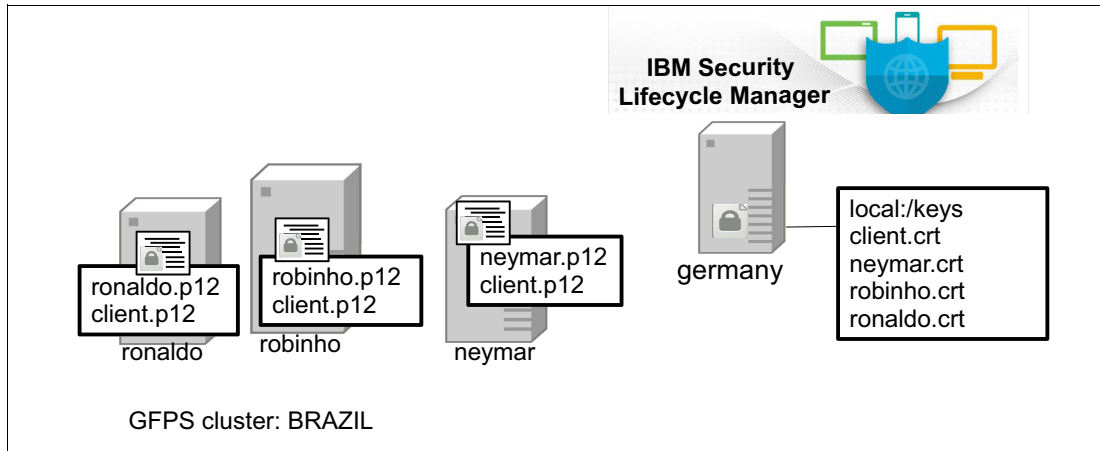 IBM Security
Lifecycle Manager
ronaldo.p12
client.p12
ronaldo
robinho.p12
client.p12
robinho
neymar.p12
client.p12
neymar
germany
local:/keys
client.crt
neymar.crt
robinho.crt
ronaldo.crt
GFPS cluster: BRAZIL